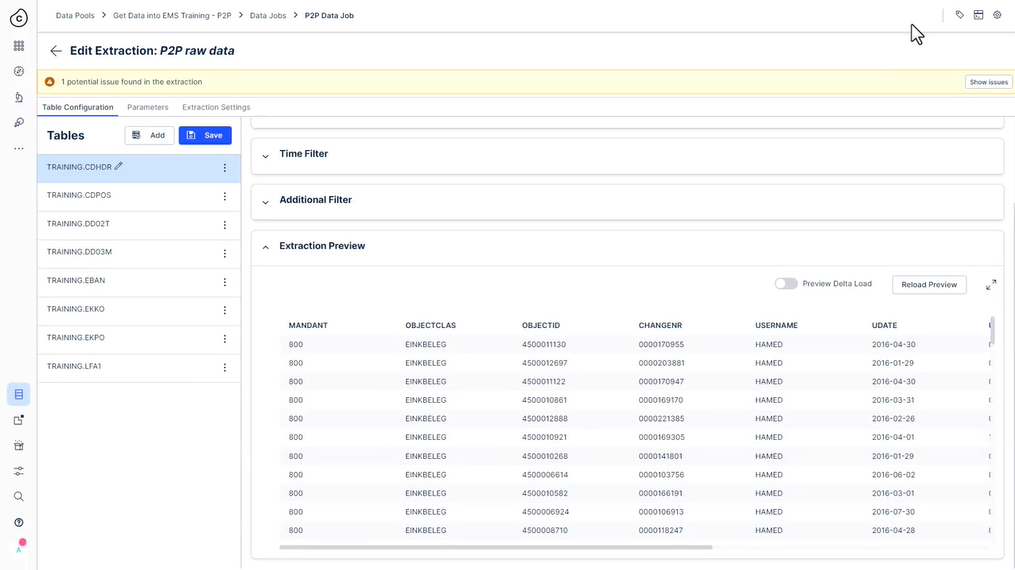 Data Pools > Get Data into EMS Training - P2P > Data Jobs > P2P Data Job
Edit Extraction: P2P raw data
1 potential issue found in the extraction
Show issues
Table Configuration Parameters Extraction Settings
Tables
Add
Save
TRAINING.CDHDR
TRAINING.CDPOS
TRAINING.DD02T
TRAINING.DD03M
TRAINING.EBAN
TRAINING.EKKO
TRAINING.EKPO
TRAINING.LFA1
Time Filter
Additional Filter
Extraction Preview
Preview Delta Load
Reload Preview
MANDANT OBJECTCLAS OBJECTID CHANGENR USERNAME UDATE
800 EINKBELEG 4500011130 0000170955 HAMED 2016-04-30
800 EINKBELEG 4500012697 0000203881 HAMED 2016-01-29
800 EINKBELEG 4500011122 0000170947 HAMED 2016-04-30
800 EINKBELEG 4500010861 0000169170 HAMED 2016-03-31
800 EINKBELEG 4500012888 0000221385 HAMED 2016-02-26
800 EINKBELEG 4500010921 0000169305 HAMED 2016-04-01
800 EINKBELEG 4500010268 0000141801 HAMED 2016-01-29
800 EINKBELEG 4500006614 0000103756 HAMED 2016-06-02
800 EINKBELEG 4500010582 0000166191 HAMED 2016-03-01
800 EINKBELEG 4500006924 0000106913 HAMED 2016-07-30
800 EINKBELEG 4500008710 0000118247 HAMED 2016-04-28
A